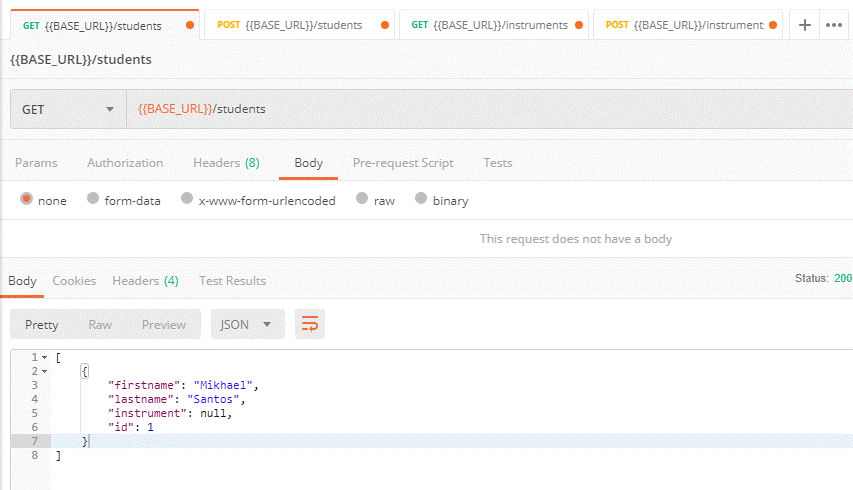 GET {{BASE_URL}}/students POST {{BASE_URL}}/students GET {{BASE_URL}}/instruments POST {{BASE_URL}}/instrument
{{BASE_URL}}/students
GET {{BASE_URL}}/students
Params Authorization Headers (8) Body Pre-request Script Tests
none form-data x-www-form-urlencoded raw binary
This request does not have a body
Body Cookies Headers (4) Test Results Status: 200
Pretty Raw Preview JSON
1 [
2 {
3 "firstname": "Mikhael",
4 "lastname": "Santos",
5 "instrument": null,
6 "id": 1
7 }
8 ]